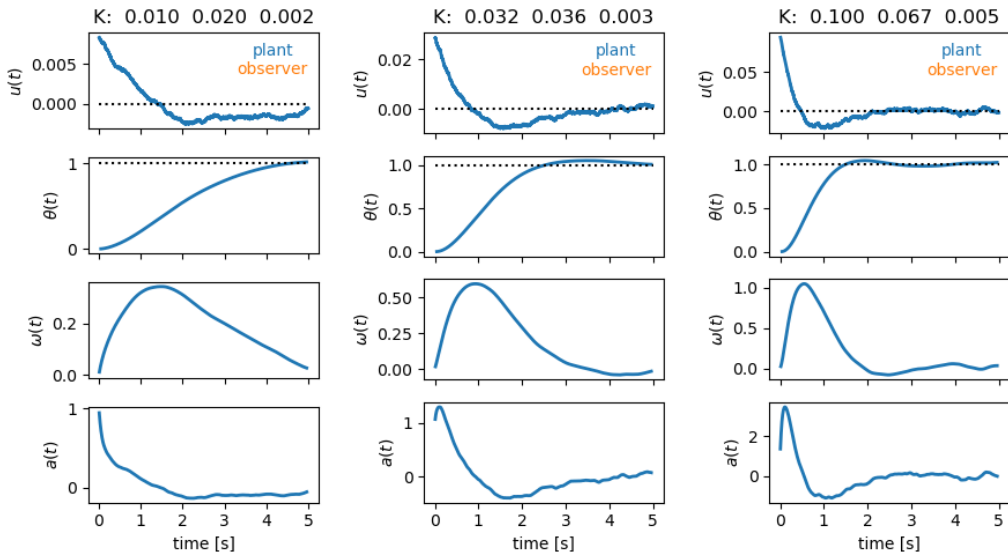 K: 0.010 0.020 0.002
0.005
0.000
u(t)
plant
observer
1
0
θ(t)
0.2
0.0
ω(t)
1
0
a(t)
0 1 2 3 4 5
time [s]
K: 0.032 0.036 0.003
0.02
0.00
u(t)
plant
observer
1.0
0.5
0.0
θ(t)
0.50
0.25
0.00
ω(t)
1
0
a(t)
0 1 2 3 4 5
time [s]
K: 0.100 0.067 0.005
0.05
0.00
u(t)
plant
observer
1.0
0.5
0.0
θ(t)
1.0
0.5
0.0
ω(t)
2
0
a(t)
0 1 2 3 4 5
time [s]